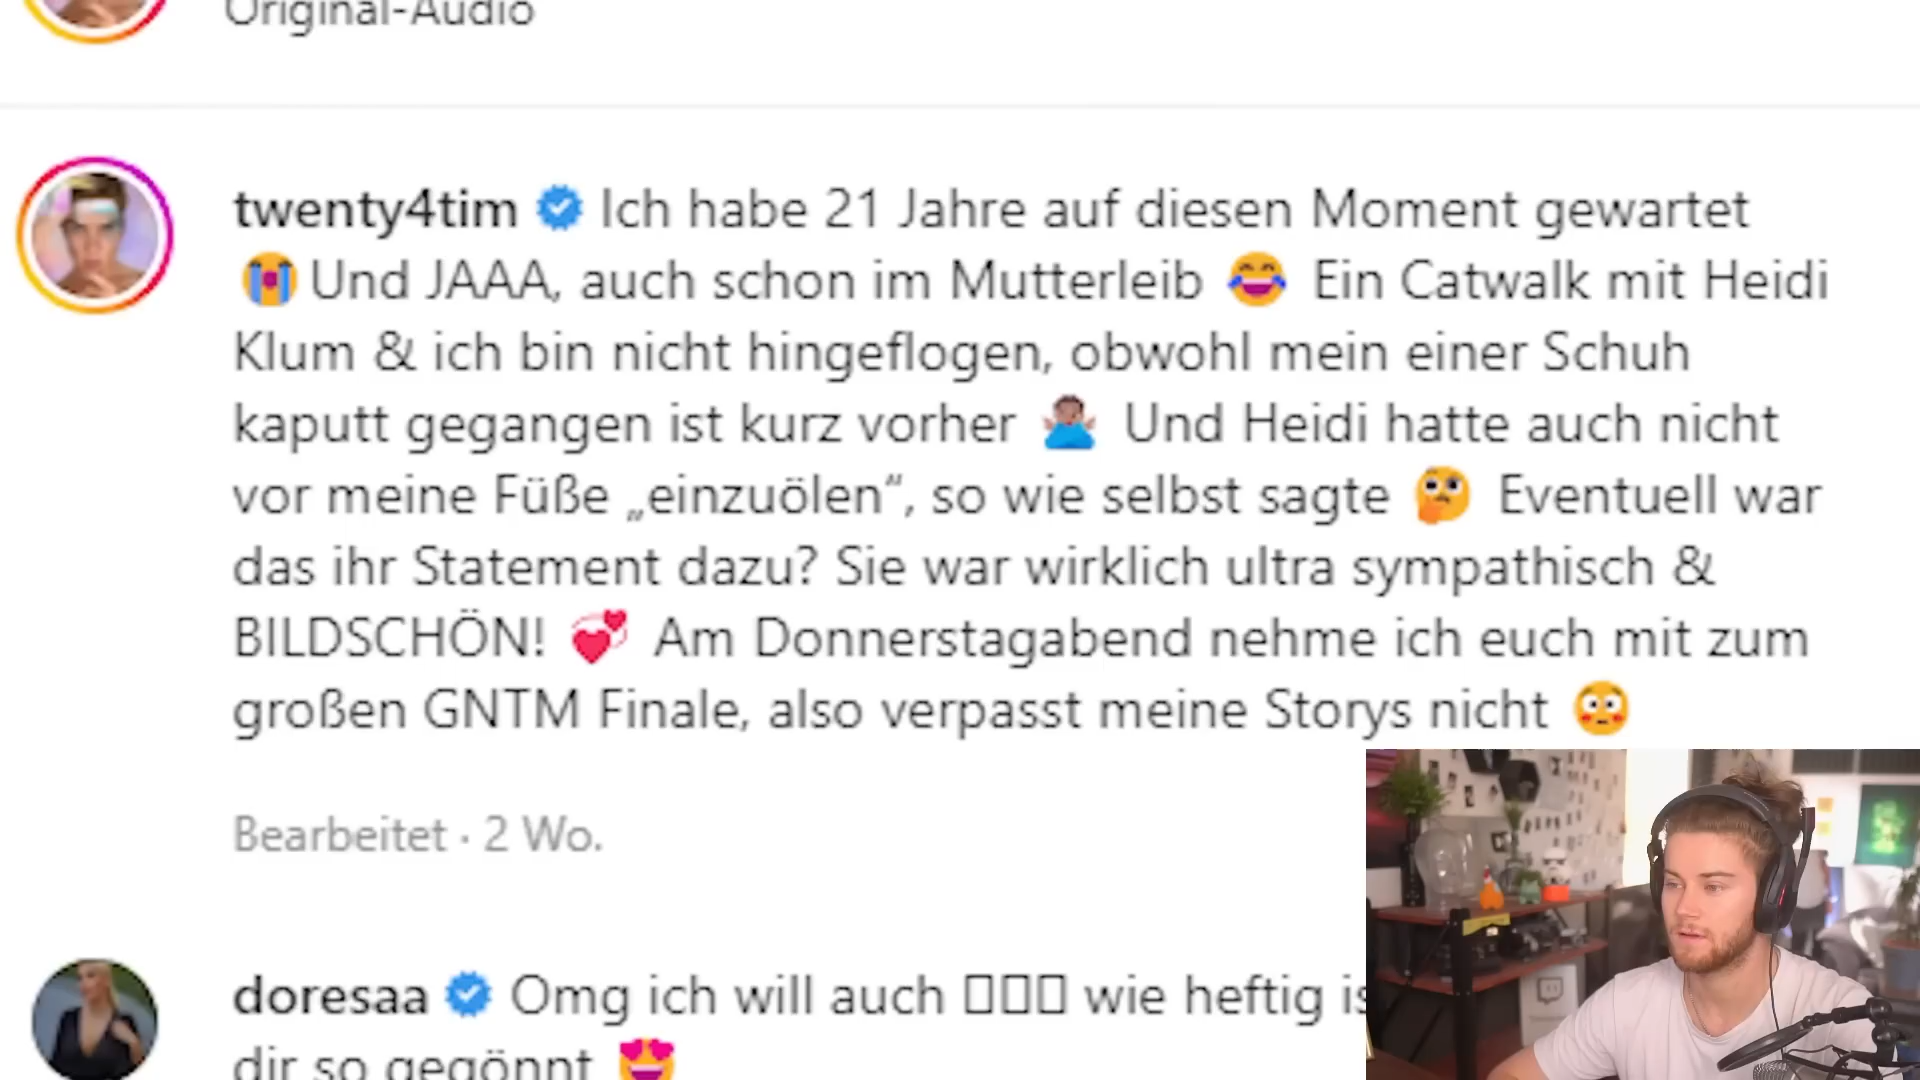 Original-Audio
twenty4tim Ich habe 21 Jahre auf diesen Moment gewartet
😭 Und JAAA, auch schon im Mutterleib 😂 Ein Catwalk mit Heidi
Klum & ich bin nicht hingeflogen, obwohl mein einer Schuh
kaputt gegangen ist kurz vorher 🤷🏽‍♂️ Und Heidi hatte auch nicht
vor meine Füße „einzuölen“, so wie selbst sagte 🤔 Eventuell war
das ihr Statement dazu? Sie war wirklich ultra sympathisch &
BILDSCHÖN! 💞 Am Donnerstagabend nehme ich euch mit zum
großen GNTM Finale, also verpasst meine Storys nicht 😳
Bearbeitet · 2 Wo.
doresaa Omg ich will auch □□□ wie heftig
dir so gegönnt 😍